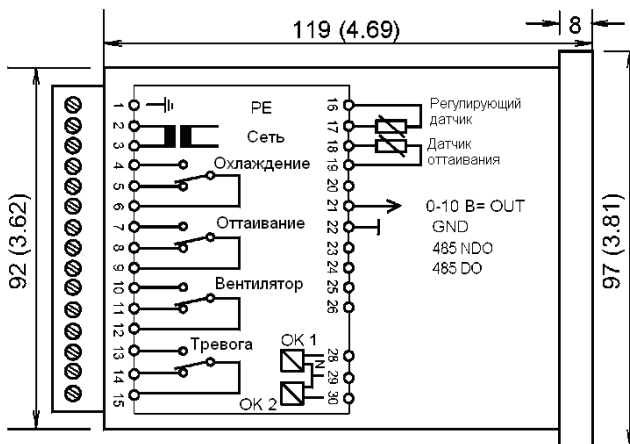 119 (4.69)
8
92 (3.62)
97 (3.81)
1
PE
2
Сеть
3
4
Охлаждение
5
6
7
Оттаивание
8
9
10
Вентилятор
11
12
13
Тревога
14
15
16
Регулирующий
датчик
17
18
Датчик
оттаивания
19
20
21
0-10 B= OUT
22
GND
23
485 NDO
24
485 DO
25
26
OK 1
28
N
29
OK 2
30